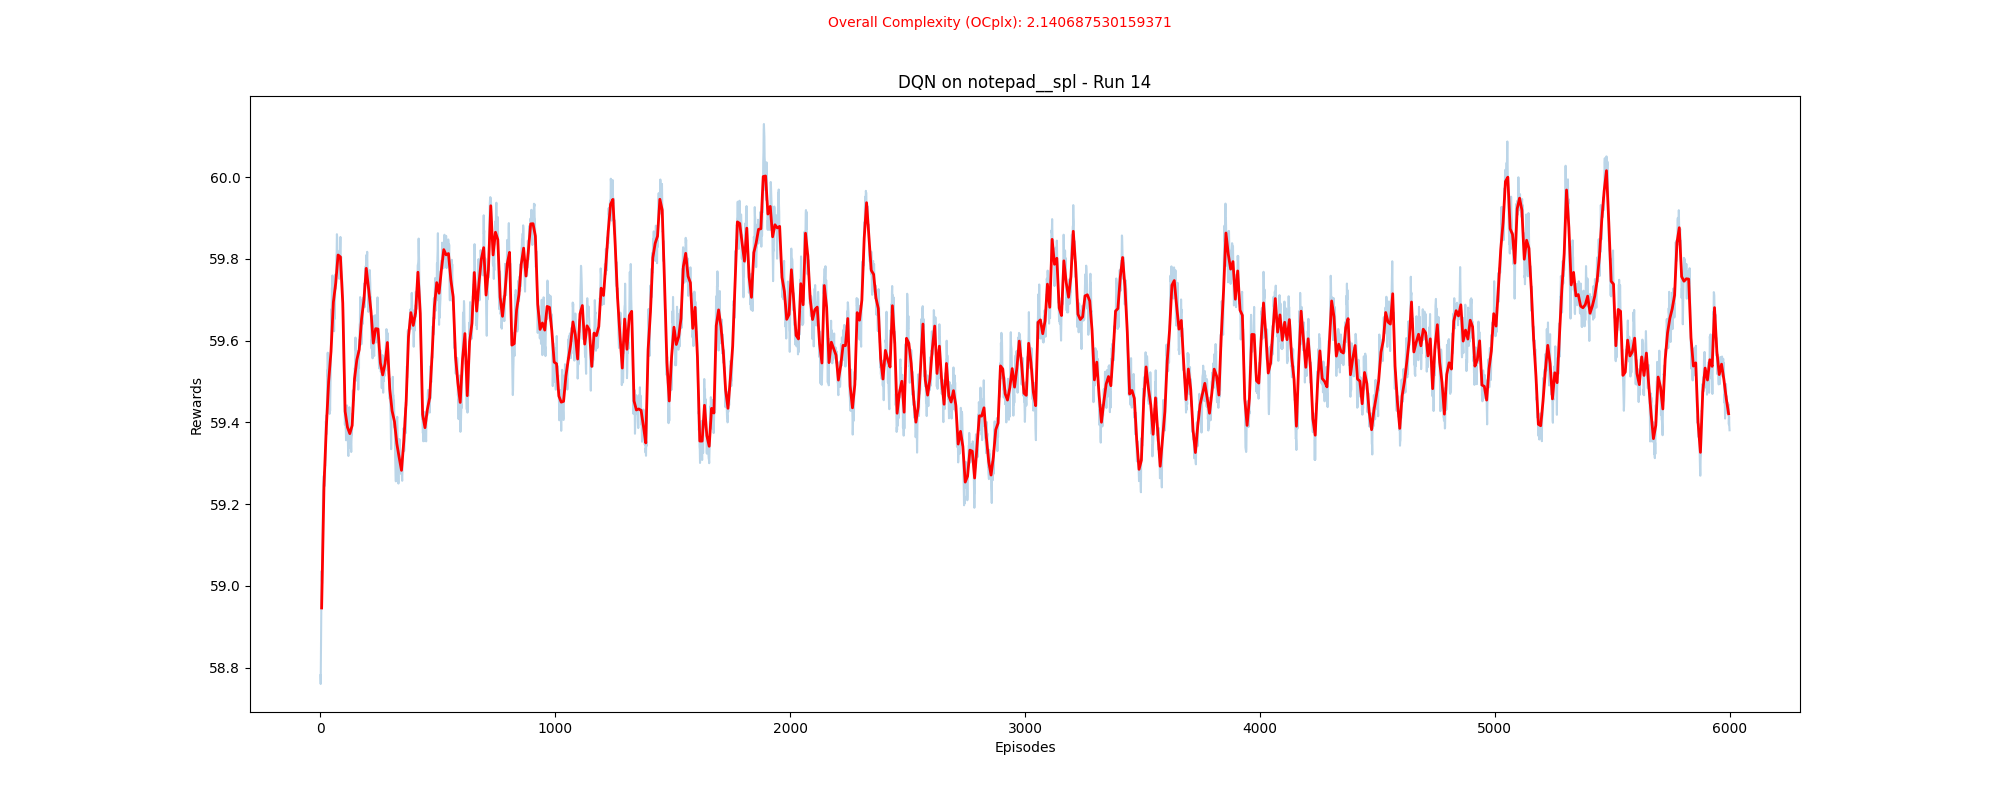 Overall Complexity (OCplx): 2.140687530159371
DQN on notepad__spl - Run 14
Rewards
60.0
59.8
59.6
59.4
59.2
59.0
58.8
0 1000 2000 3000 4000 5000 6000
Episodes